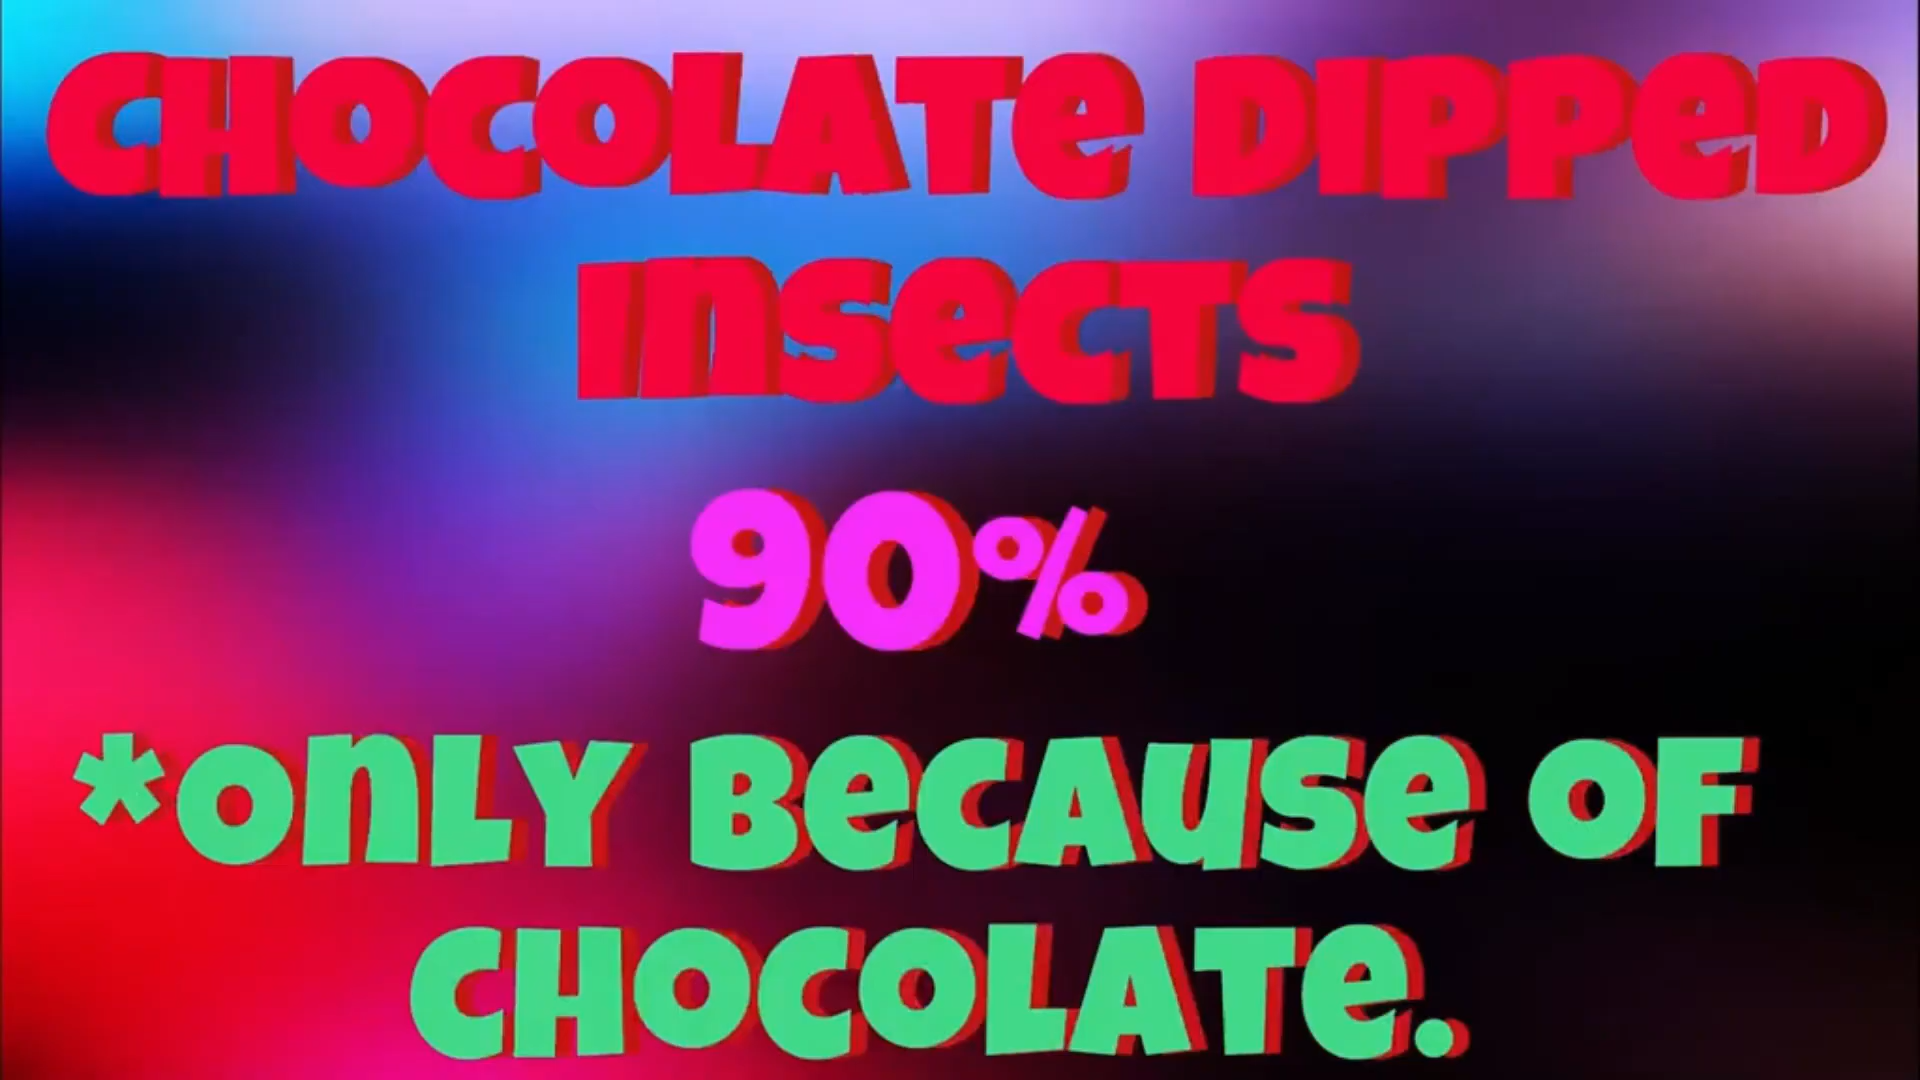 CHOCOLATe DIPPeD
InSeCTS
90%
*OnLY BeCAuSe OF
CHOCOLATe.